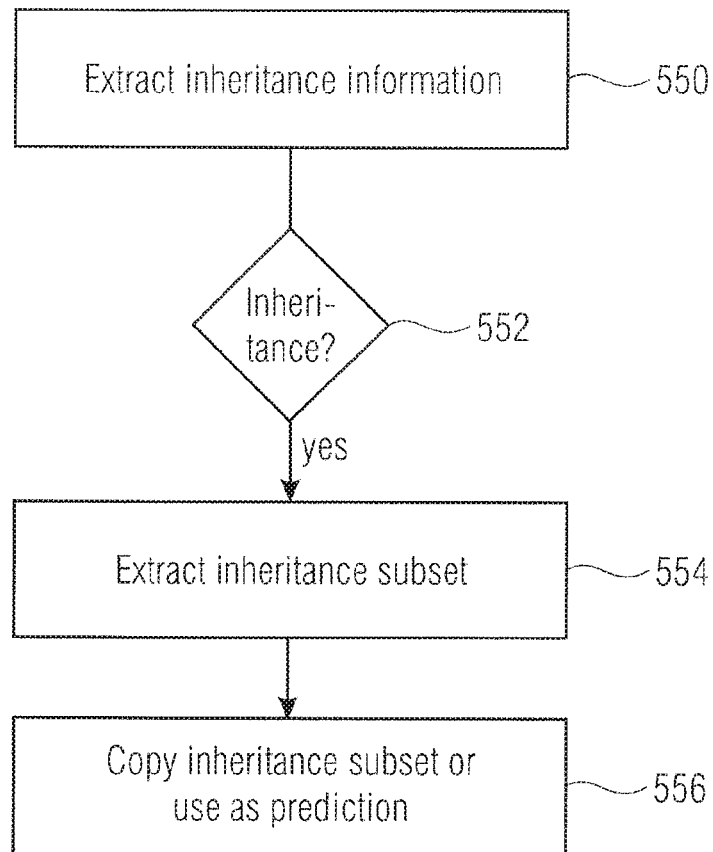 Extract inheritance information
550
Inheri-
tance?
552
yes
Extract inheritance subset
554
Copy inheritance subset or
use as prediction
556